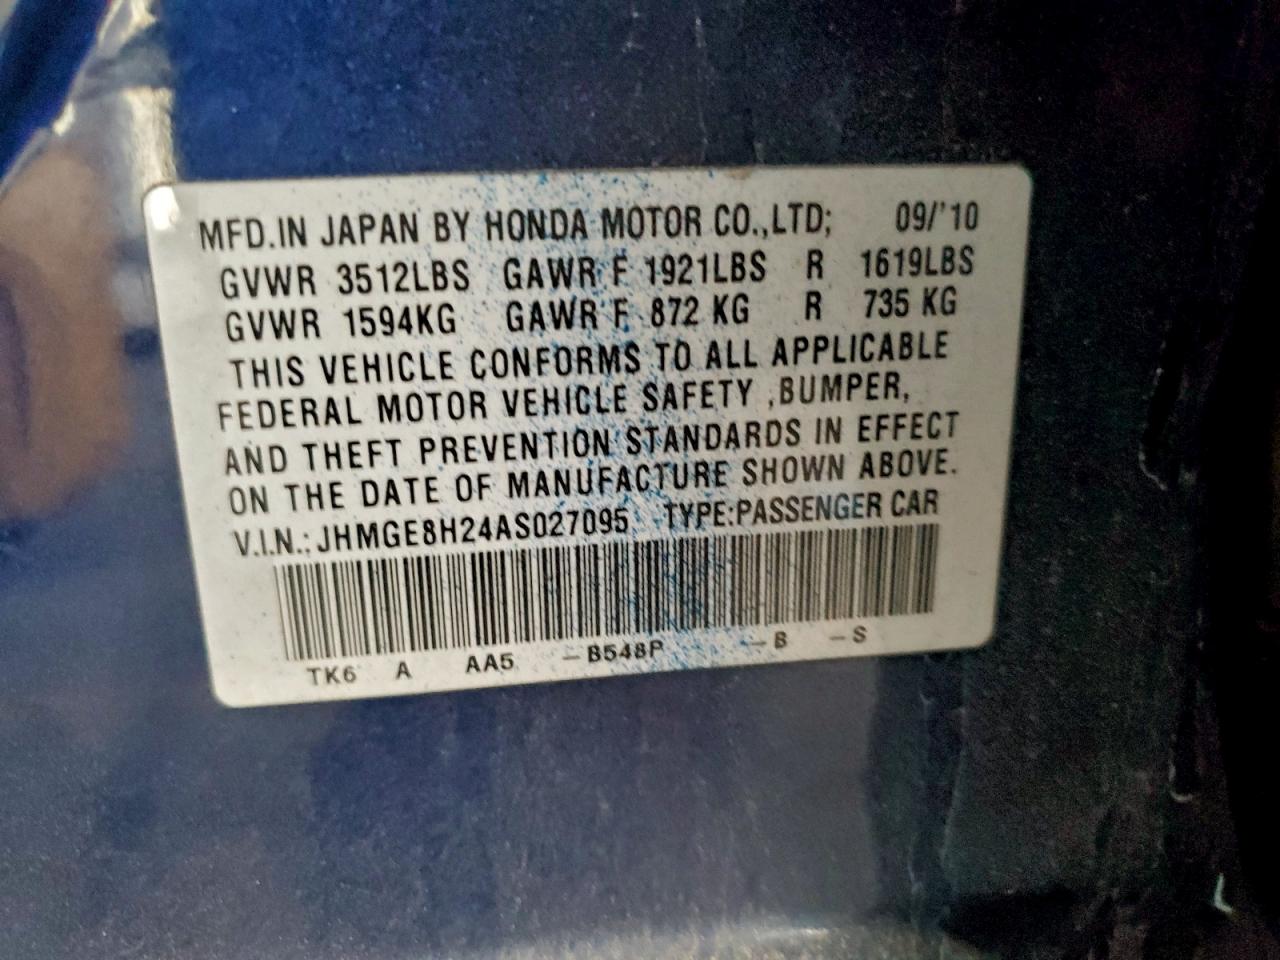 MFD.IN JAPAN BY HONDA MOTOR CO.,LTD; 09/'10
GVWR 3512LBS GAWR F 1921LBS R 1619LBS
GVWR 1594KG GAWR F 872 KG R 735 KG
THIS VEHICLE CONFORMS TO ALL APPLICABLE
FEDERAL MOTOR VEHICLE SAFETY ,BUMPER,
AND THEFT PREVENTION STANDARDS IN EFFECT
ON THE DATE OF MANUFACTURE SHOWN ABOVE.
V.I.N.: JHMGE8H24AS027095 TYPE:PASSENGER CAR
TK6 A AA5 –B548P –B –S